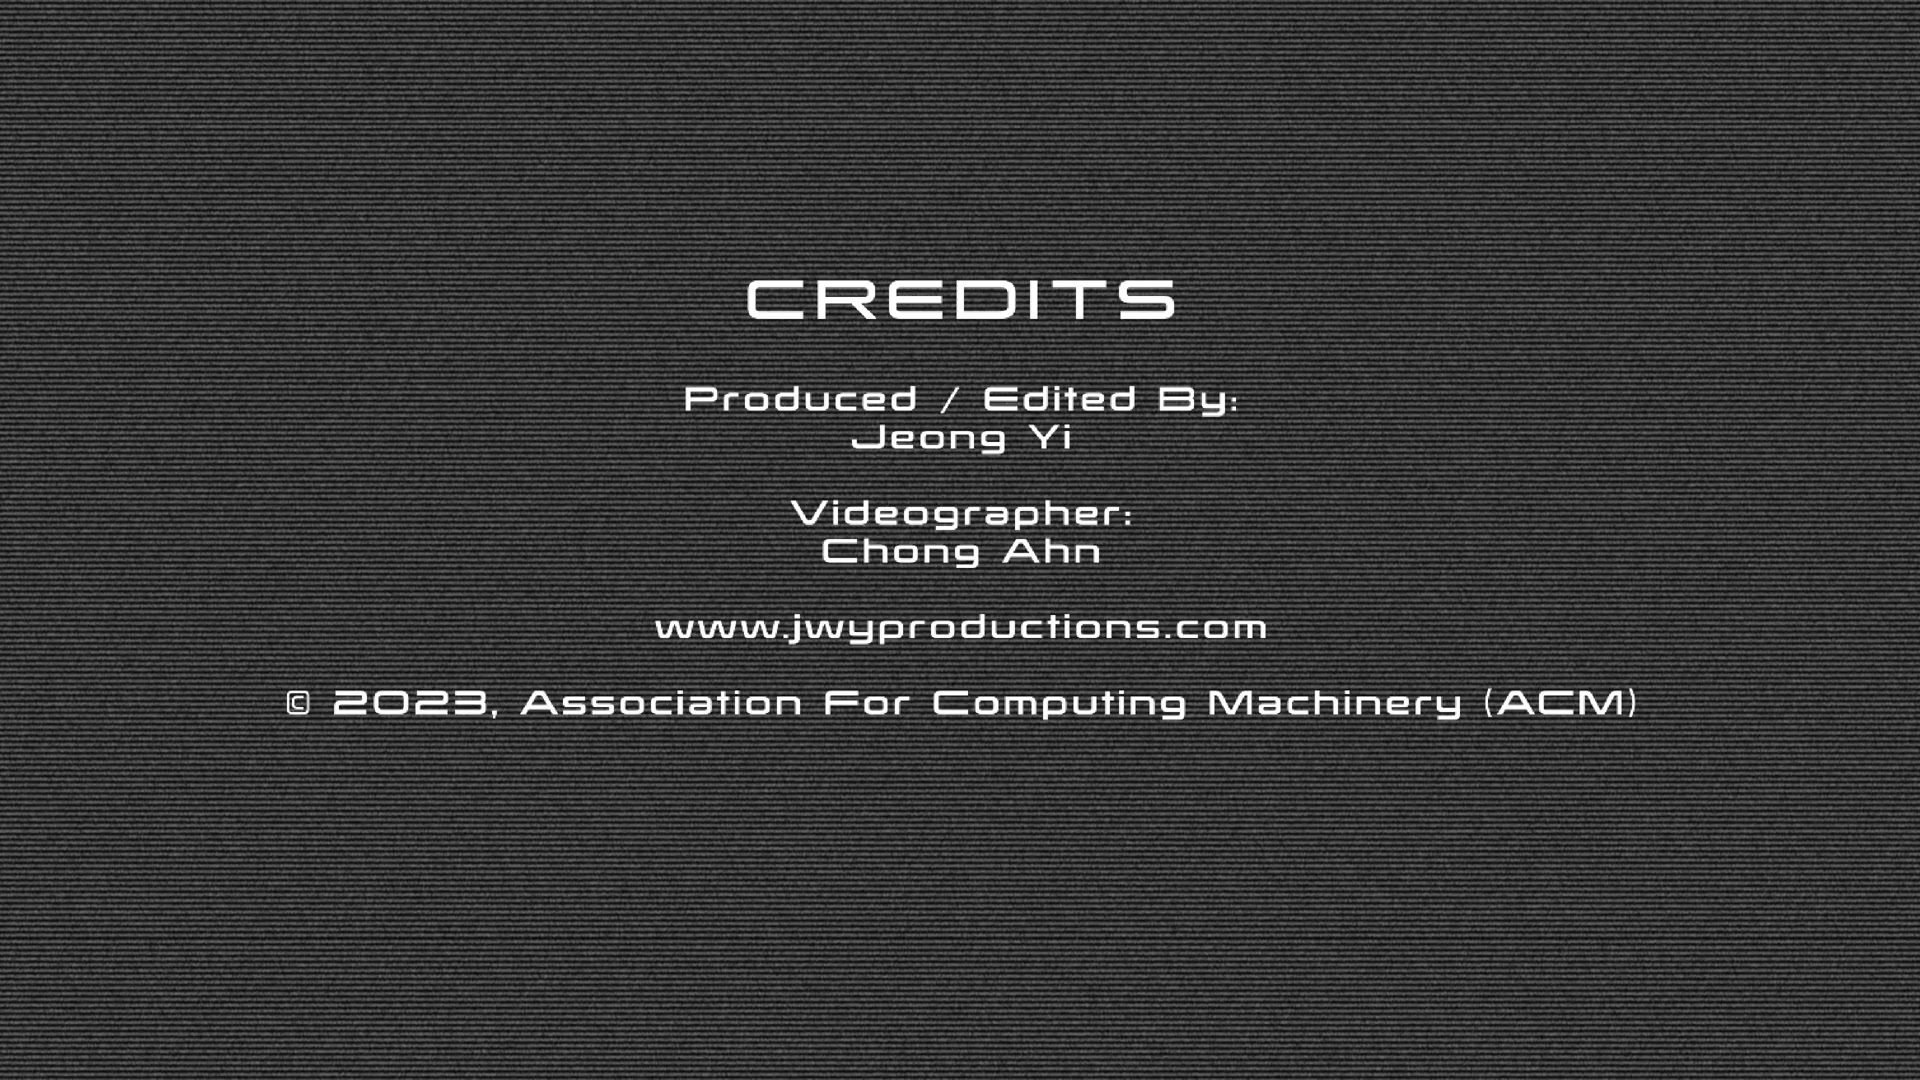 CREDITS
Produced / Edited By:
Jeong Yi
Videographer:
Chong Ahn
www.jwyproductions.com
© 2023, Association For Computing Machinery (ACM)